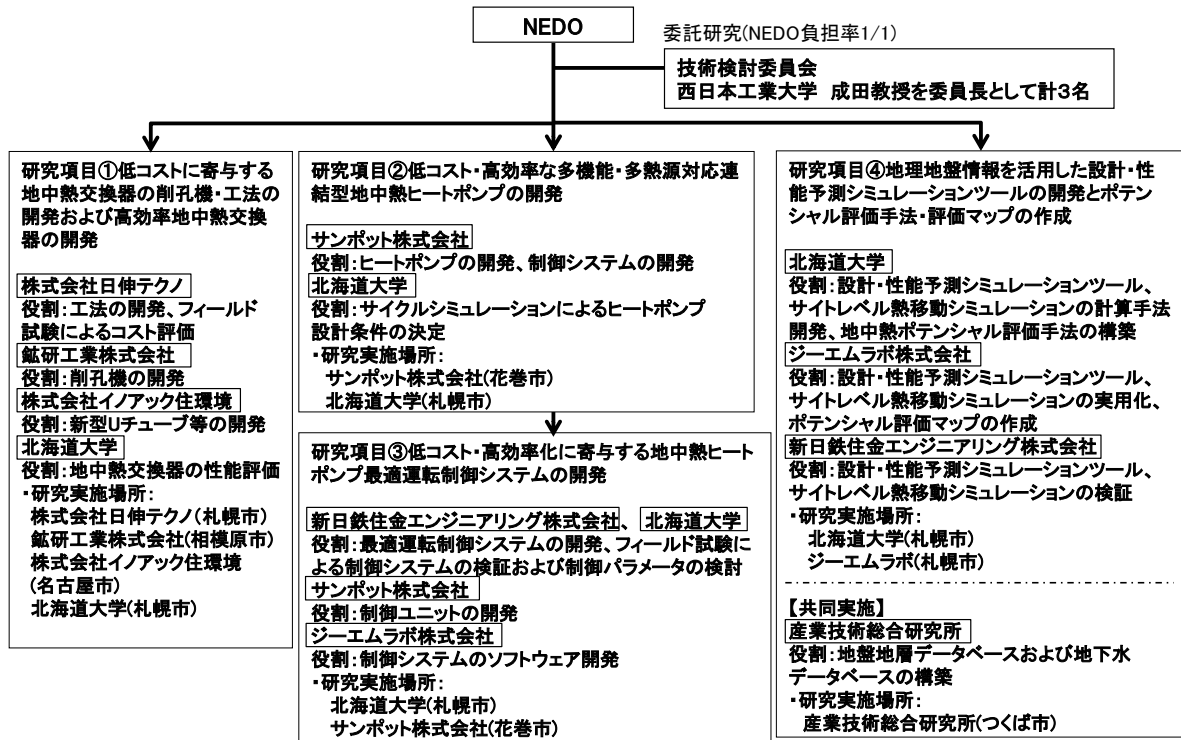 NEDO
委託研究(NEDO負担率1/1)
技術検討委員会
西日本工業大学 成田教授を委員長として計3名
研究項目①低コストに寄与する
地中熱交換器の削孔機・工法の
開発および高効率地中熱交換
器の開発
株式会社日伸テクノ
役割:工法の開発、フィールド
試験によるコスト評価
鉱研工業株式会社
役割:削孔機の開発
株式会社イノアック住環境
役割:新型Uチューブ等の開発
北海道大学
役割:地中熱交換器の性能評価
・研究実施場所:
株式会社日伸テクノ(札幌市)
鉱研工業株式会社(相模原市)
株式会社イノアック住環境
(名古屋市)
北海道大学(札幌市)
研究項目②低コスト・高効率な多機能・多熱源対応連
結型地中熱ヒートポンプの開発
サンポット株式会社
役割:ヒートポンプの開発、制御システムの開発
北海道大学
役割:サイクルシミュレーションによるヒートポンプ
設計条件の決定
・研究実施場所:
サンポット株式会社(花巻市)
北海道大学(札幌市)
研究項目③低コスト・高効率化に寄与する地中熱ヒート
ポンプ最適運転制御システムの開発
新日鉄住金エンジニアリング株式会社、 北海道大学
役割:最適運転制御システムの開発、フィールド試験に
よる制御システムの検証および制御パラメータの検討
サンポット株式会社
役割:制御ユニットの開発
ジーエムラボ株式会社
役割:制御システムのソフトウェア開発
・研究実施場所:
北海道大学(札幌市)
サンポット株式会社(花巻市)
研究項目④地理地盤情報を活用した設計・性
能予測シミュレーションツールの開発とポテン
シャル評価手法・評価マップの作成
北海道大学
役割:設計・性能予測シミュレーションツール、
サイトレベル熱移動シミュレーションの計算手法
開発、地中熱ポテンシャル評価手法の構築
ジーエムラボ株式会社
役割:設計・性能予測シミュレーションツール、
サイトレベル熱移動シミュレーションの実用化、
ポテンシャル評価マップの作成
新日鉄住金エンジニアリング株式会社
役割:設計・性能予測シミュレーションツール、
サイトレベル熱移動シミュレーションの検証
・研究実施場所:
北海道大学(札幌市)
ジーエムラボ(札幌市)
【共同実施】
産業技術総合研究所
役割:地盤地層データベースおよび地下水
データベースの構築
・研究実施場所:
産業技術総合研究所(つくば市)